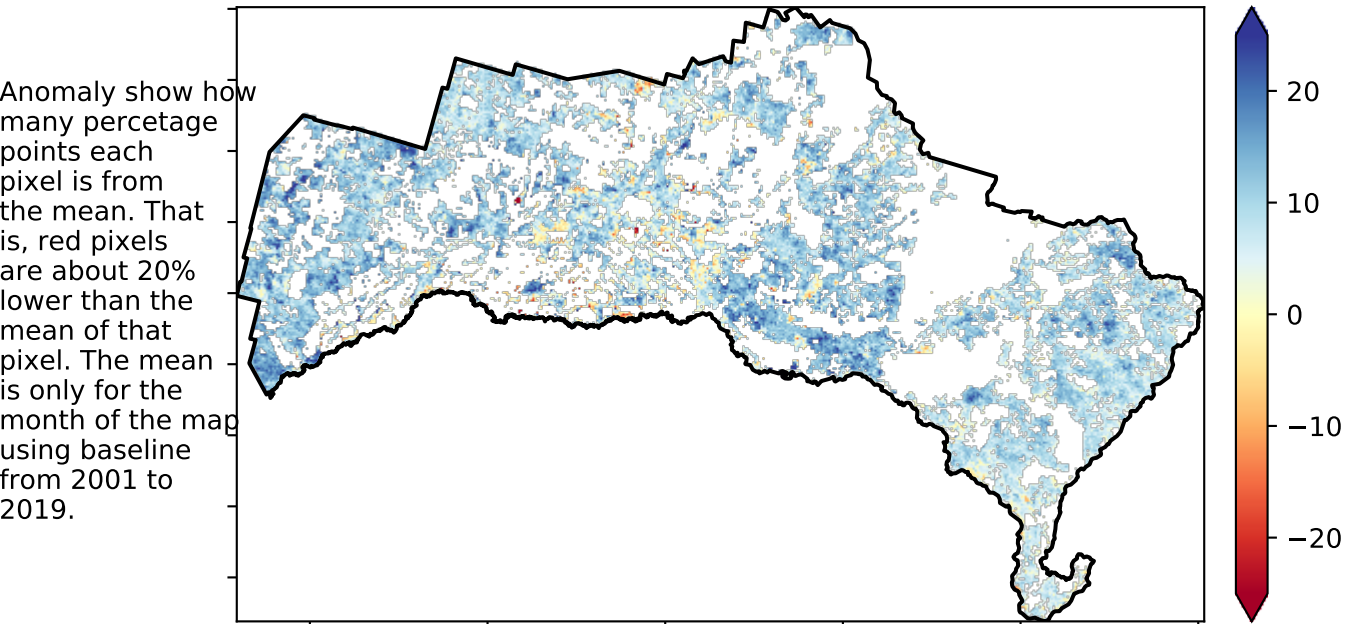 Anomaly show how
many percetage
points each
pixel is from
the mean. That
is, red pixels
are about 20%
lower than the
mean of that
pixel. The mean
is only for the
month of the map
using baseline
from 2001 to
2019.
20
10
0
−10
−20